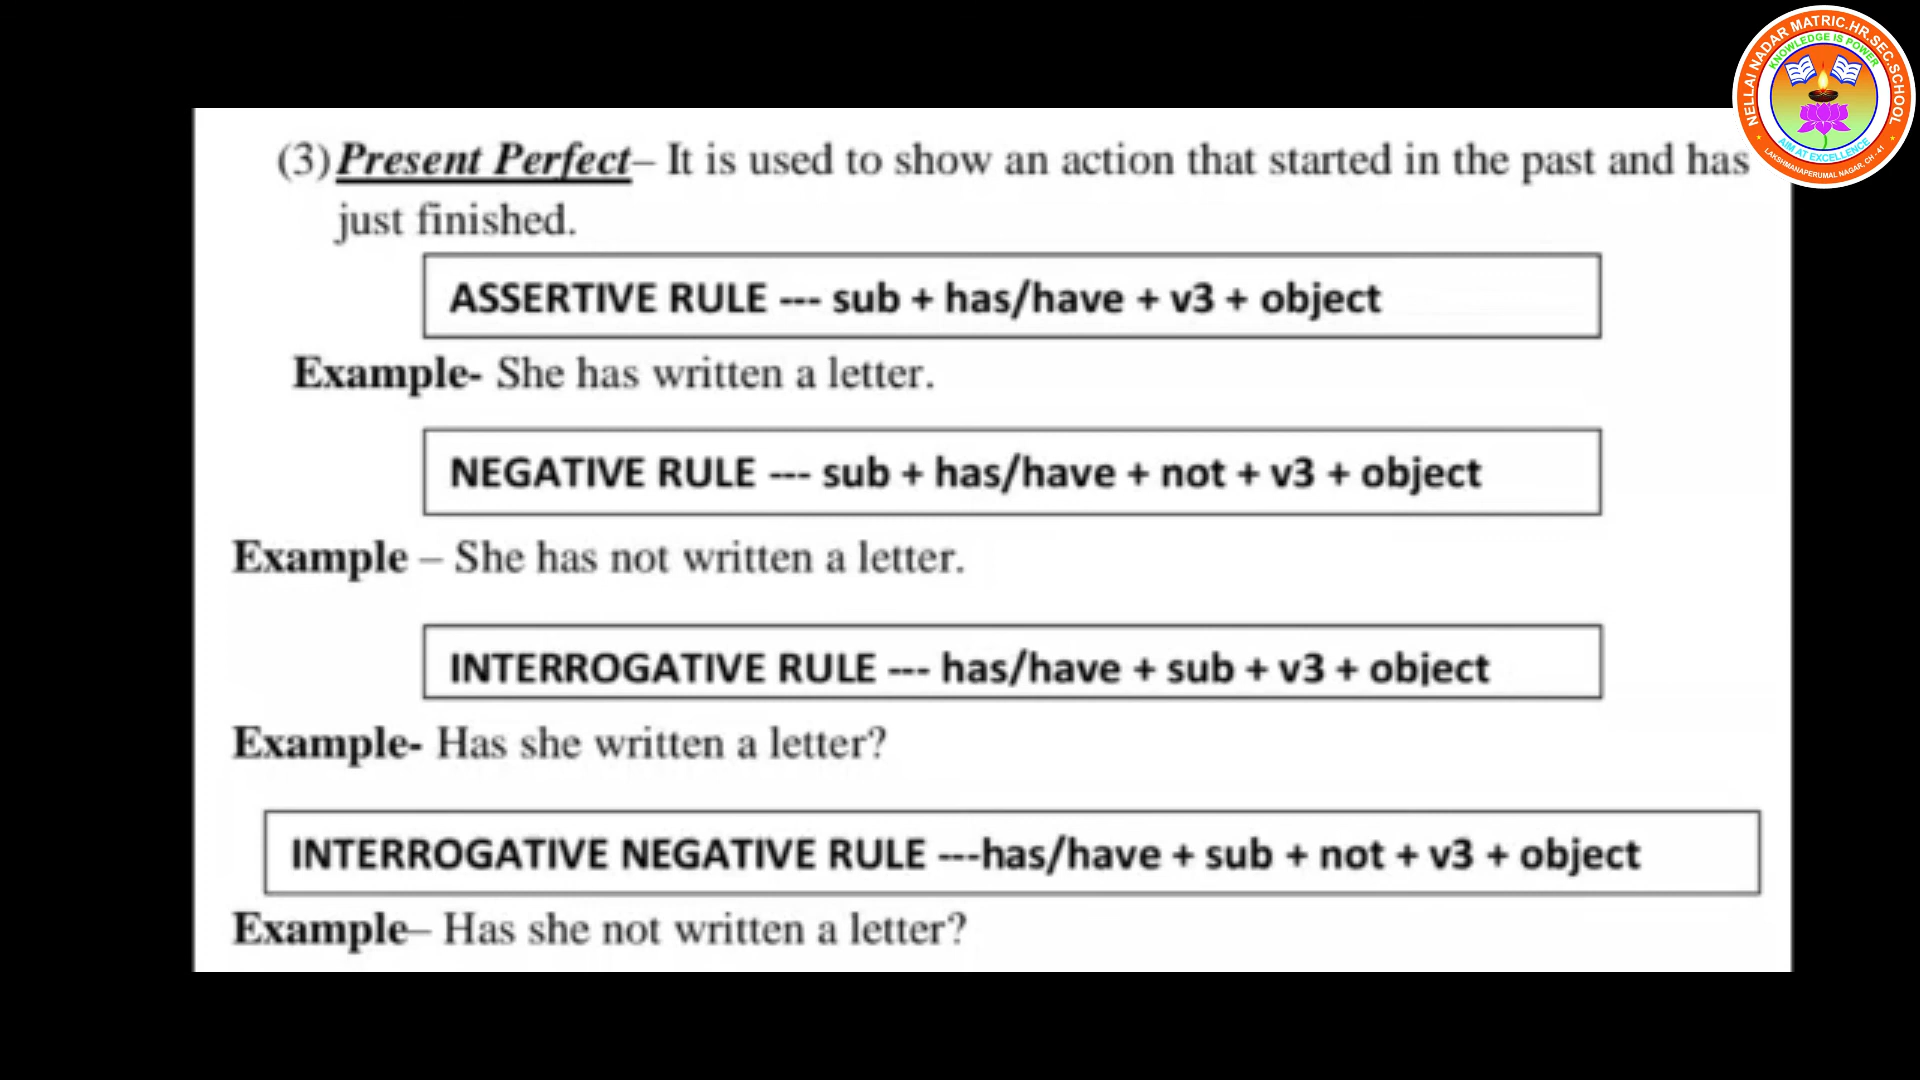 NELLAI NADAR MATRIC.HR.SEC.SCHOOL
KNOWLEDGE IS POWER
AIM AT EXCELLENCE
LAKSHMANAPERUMAL NAGAR, CH - 41
(3) Present Perfect– It is used to show an action that started in the past and has
just finished.
ASSERTIVE RULE --- sub + has/have + v3 + object
Example- She has written a letter.
NEGATIVE RULE --- sub + has/have + not + v3 + object
Example – She has not written a letter.
INTERROGATIVE RULE --- has/have + sub + v3 + object
Example- Has she written a letter?
INTERROGATIVE NEGATIVE RULE ---has/have + sub + not + v3 + object
Example– Has she not written a letter?